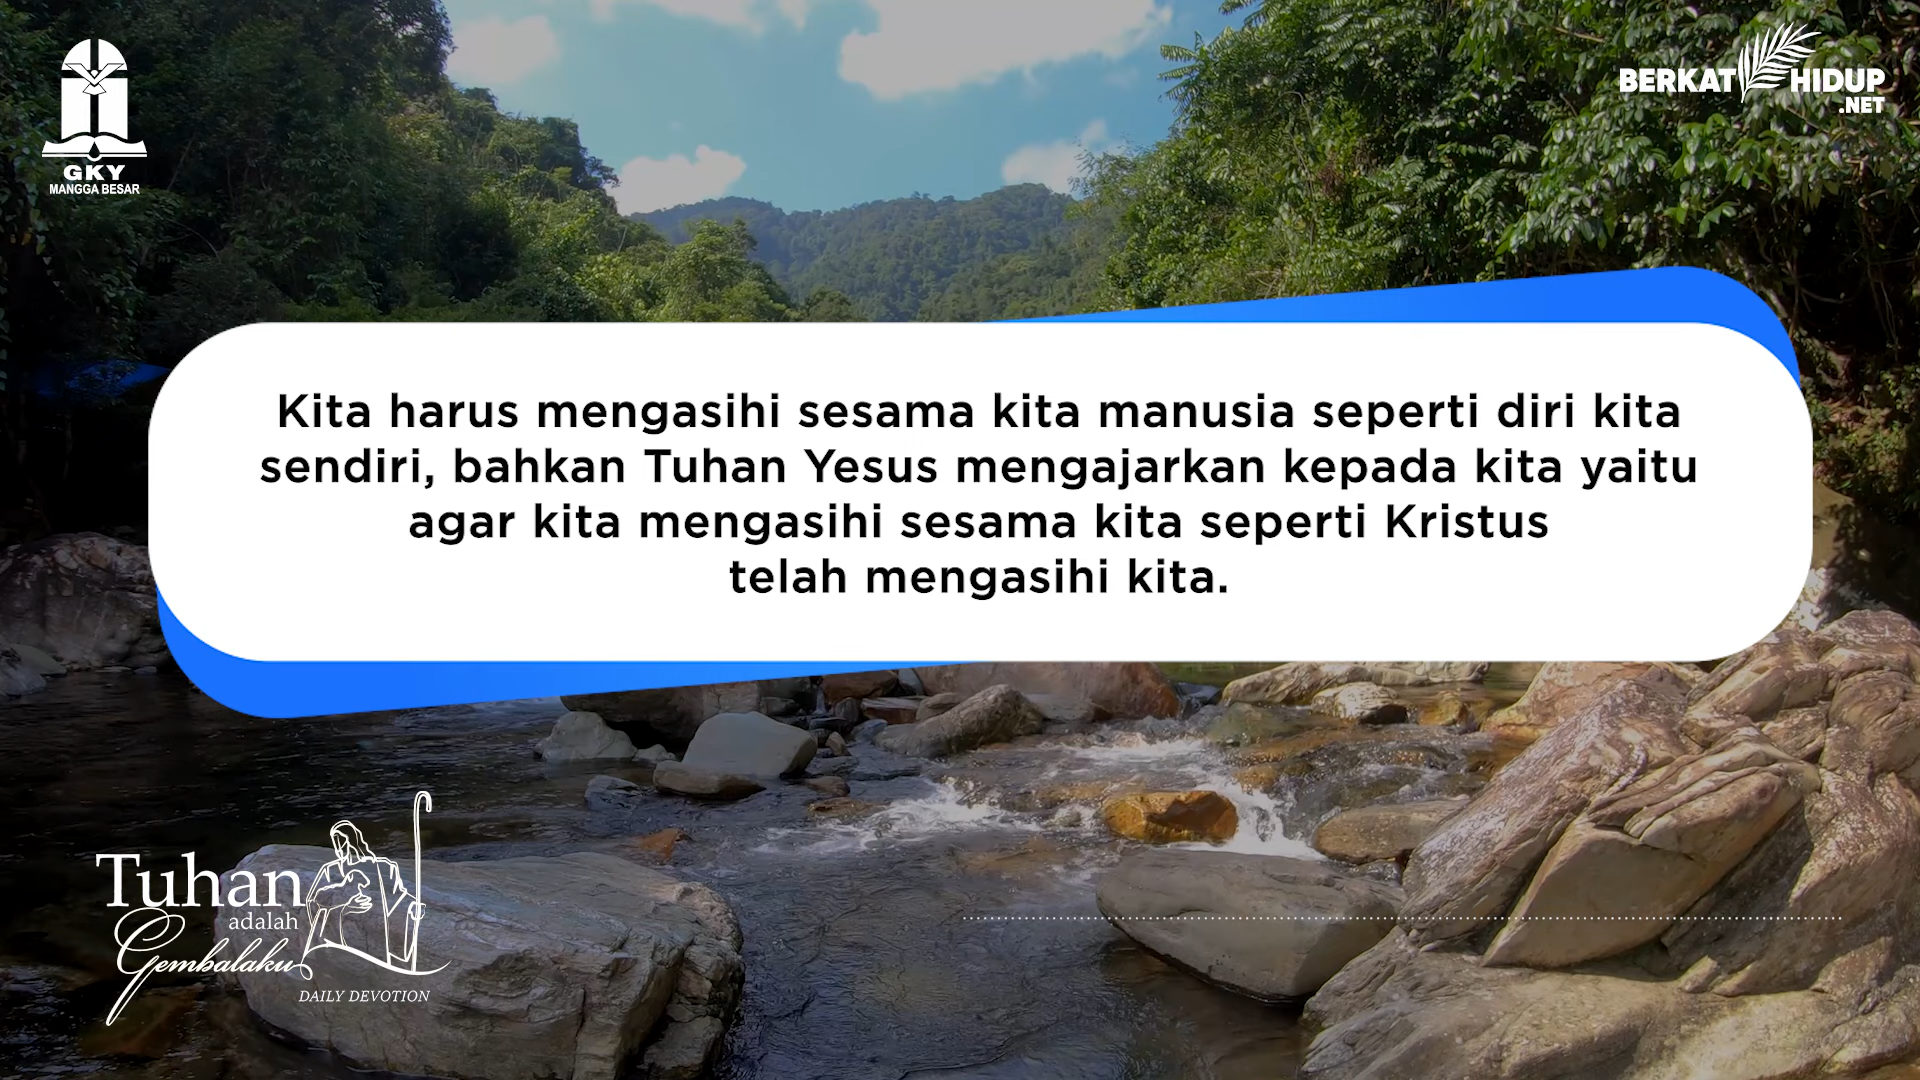 GKY
MANGGA BESAR
BERKAT HIDUP
.NET
Kita harus mengasihi sesama kita manusia seperti diri kita
sendiri, bahkan Tuhan Yesus mengajarkan kepada kita yaitu
agar kita mengasihi sesama kita seperti Kristus
telah mengasihi kita.
Tuhan
adalah
Gembalaku
DAILY DEVOTION